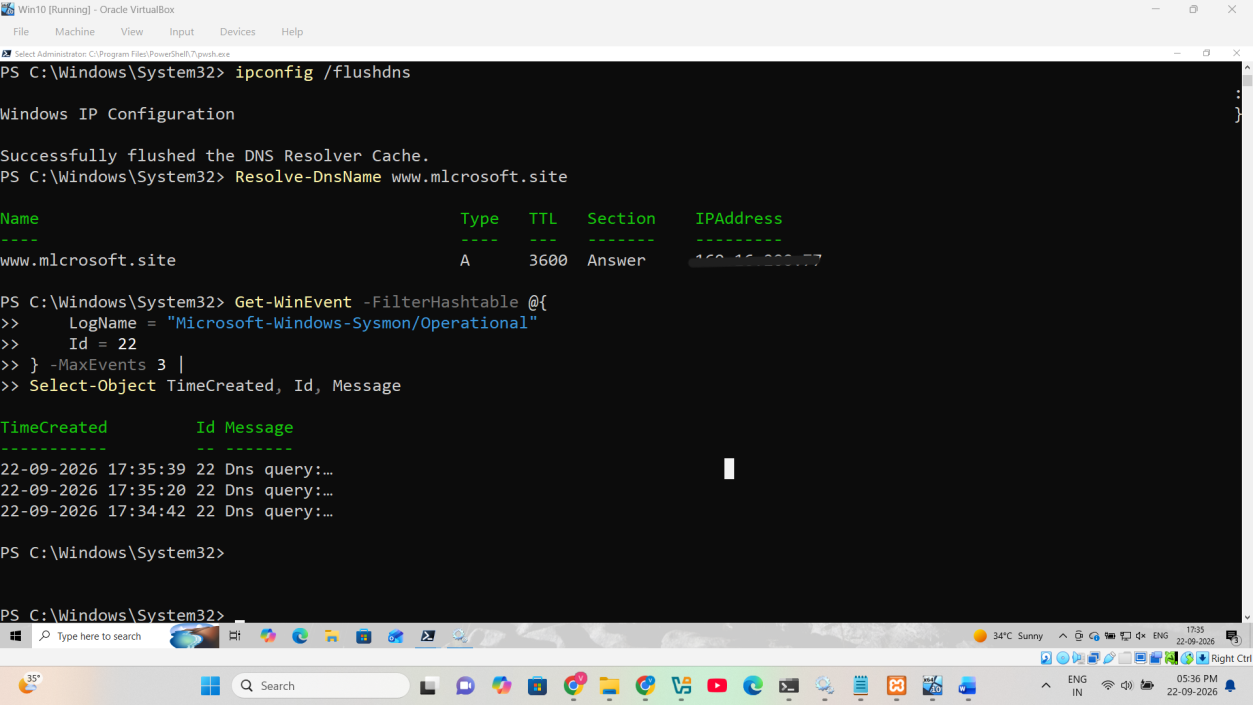 Win10 [Running] - Oracle VirtualBox
File Machine View Input Devices Help
Select Administrator: C:\Program Files\PowerShell\7\pwsh.exe
PS C:\Windows\System32> ipconfig /flushdns
:
Windows IP Configuration
}
Successfully flushed the DNS Resolver Cache.
PS C:\Windows\System32> Resolve-DnsName www.mlcrosoft.site
Name Type TTL Section IPAddress
---- ---- --- ------- ---------
www.mlcrosoft.site A 3600 Answer
PS C:\Windows\System32> Get-WinEvent -FilterHashtable @{
>> LogName = "Microsoft-Windows-Sysmon/Operational"
>> Id = 22
>> } -MaxEvents 3 |
>> Select-Object TimeCreated, Id, Message
TimeCreated Id Message
----------- -- -------
22-09-2026 17:35:39 22 Dns query:…
22-09-2026 17:35:20 22 Dns query:…
22-09-2026 17:34:42 22 Dns query:…
PS C:\Windows\System32>
PS C:\Windows\System32>
Type here to search 34°C Sunny ENG 17:35
22-09-2026 3
Right Ctrl
35° Search ENG
IN 05:36 PM
22-09-2026